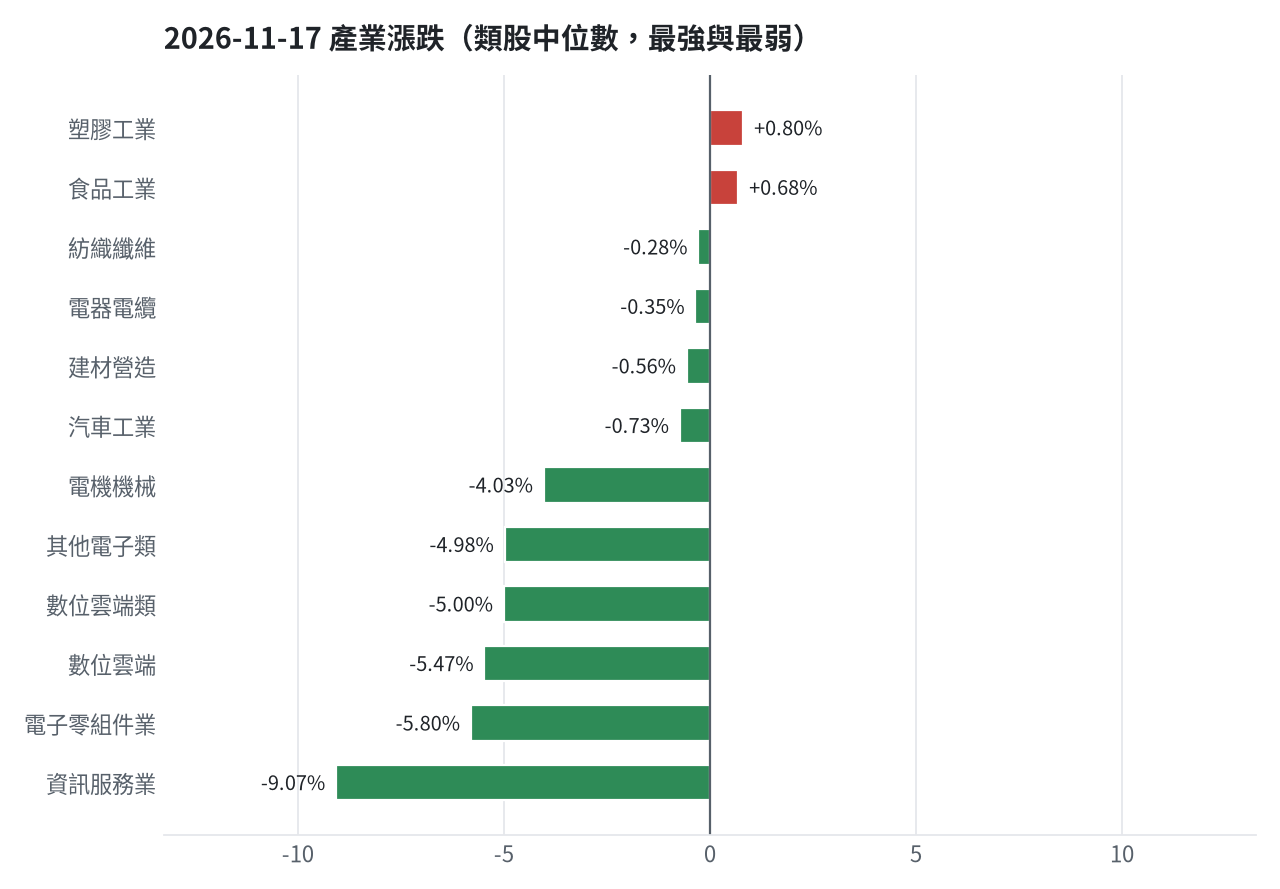 2026-11-17 產業漲跌（類股中位數，最強與最弱）
塑膠工業 +0.80%
食品工業 +0.68%
紡織纖維 -0.28%
電器電纜 -0.35%
建材營造 -0.56%
汽車工業 -0.73%
電機機械 -4.03%
其他電子類 -4.98%
數位雲端類 -5.00%
數位雲端 -5.47%
電子零組件業 -5.80%
資訊服務業 -9.07%
-10 -5 0 5 10